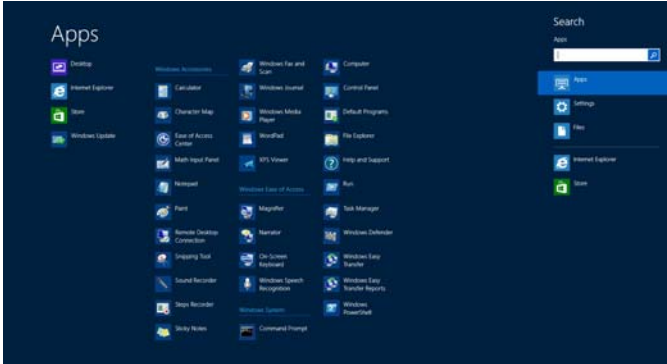 Apps
Desktop
Internet Explorer
Store
Windows Update
Windows Accessories
Calculator
Character Map
Ease of Access
Center
Math Input Panel
Notepad
Paint
Remote Desktop
Connection
Snipping Tool
Sound Recorder
Steps Recorder
Sticky Notes
Windows Fax and
Scan
Windows Journal
Windows Media
Player
WordPad
XPS Viewer
Windows Ease of Access
Magnifier
Narrator
On-Screen
Keyboard
Windows Speech
Recognition
Windows System
Command Prompt
Computer
Control Panel
Default Programs
File Explorer
Help and Support
Run
Task Manager
Windows Defender
Windows Easy
Transfer
Windows Easy
Transfer Reports
Windows
PowerShell
Search
Apps
Apps
Settings
Files
Internet Explorer
Store